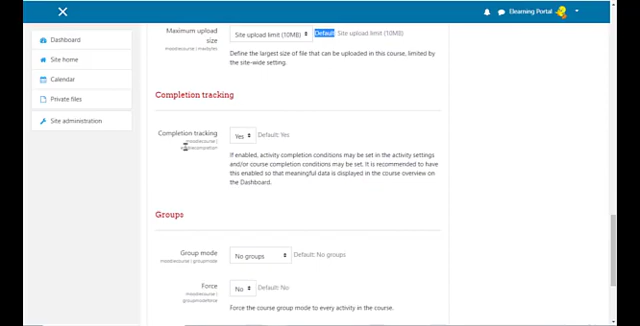 Elearning Portal
Dashboard
Site home
Calendar
Private files
Site administration
Maximum upload size
moodlecourse | maxbytes
Site upload limit (10MB) Default: Site upload limit (10MB)
Define the largest size of file that can be uploaded in this course, limited by
the site-wide setting.
Completion tracking
Completion tracking
moodlecourse |
Yes Default: Yes
If enabled, activity completion conditions may be set in the activity settings
and/or course completion conditions may be set. It is recommended to have
this enabled so that meaningful data is displayed in the course overview on
the Dashboard.
Groups
Group mode
moodlecourse | groupmode
No groups Default: No groups
Force
moodlecourse |
groupmodeforce
No Default: No
Force the course group mode to every activity in the course.